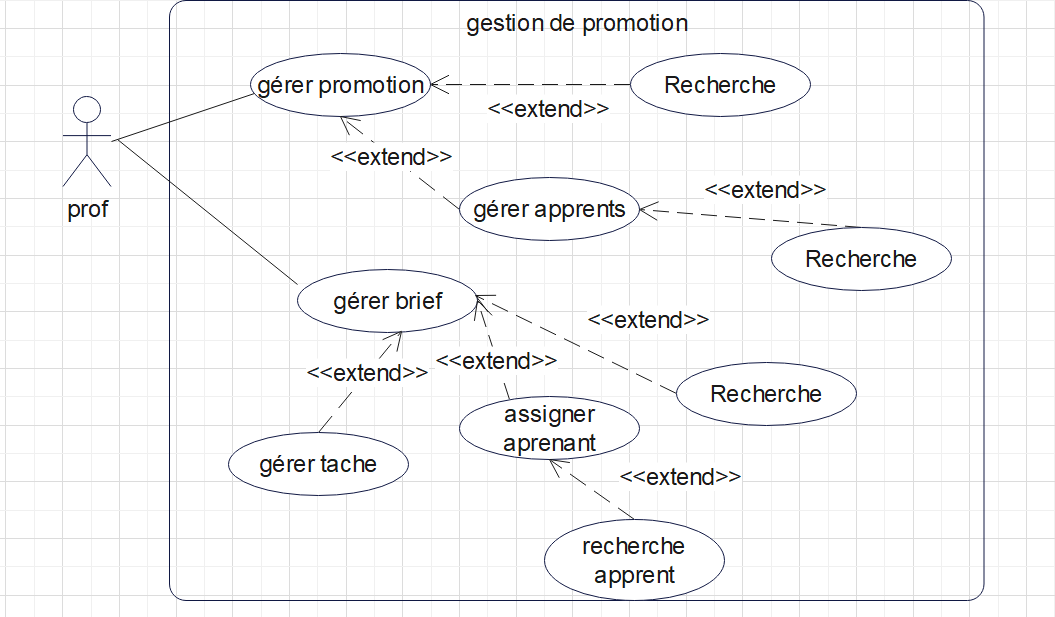 gestion de promotion
gérer promotion
Recherche
<<extend>>
<<extend>>
prof
gérer apprents
<<extend>>
Recherche
gérer brief
<<extend>>
<<extend>>
<<extend>>
Recherche
assigner
aprenant
gérer tache
<<extend>>
recherche
apprent